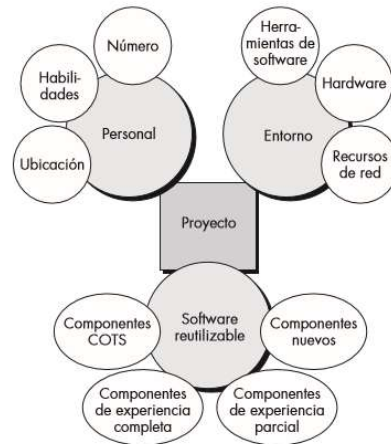 Número
Habili-
dades
Ubicación
Personal
Herra-
mientas de
software
Hardware
Recursos
de red
Entorno
Proyecto
Software
reutilizable
Componentes
COTS
Componentes
nuevos
Componentes
de experiencia
completa
Componentes
de experiencia
parcial